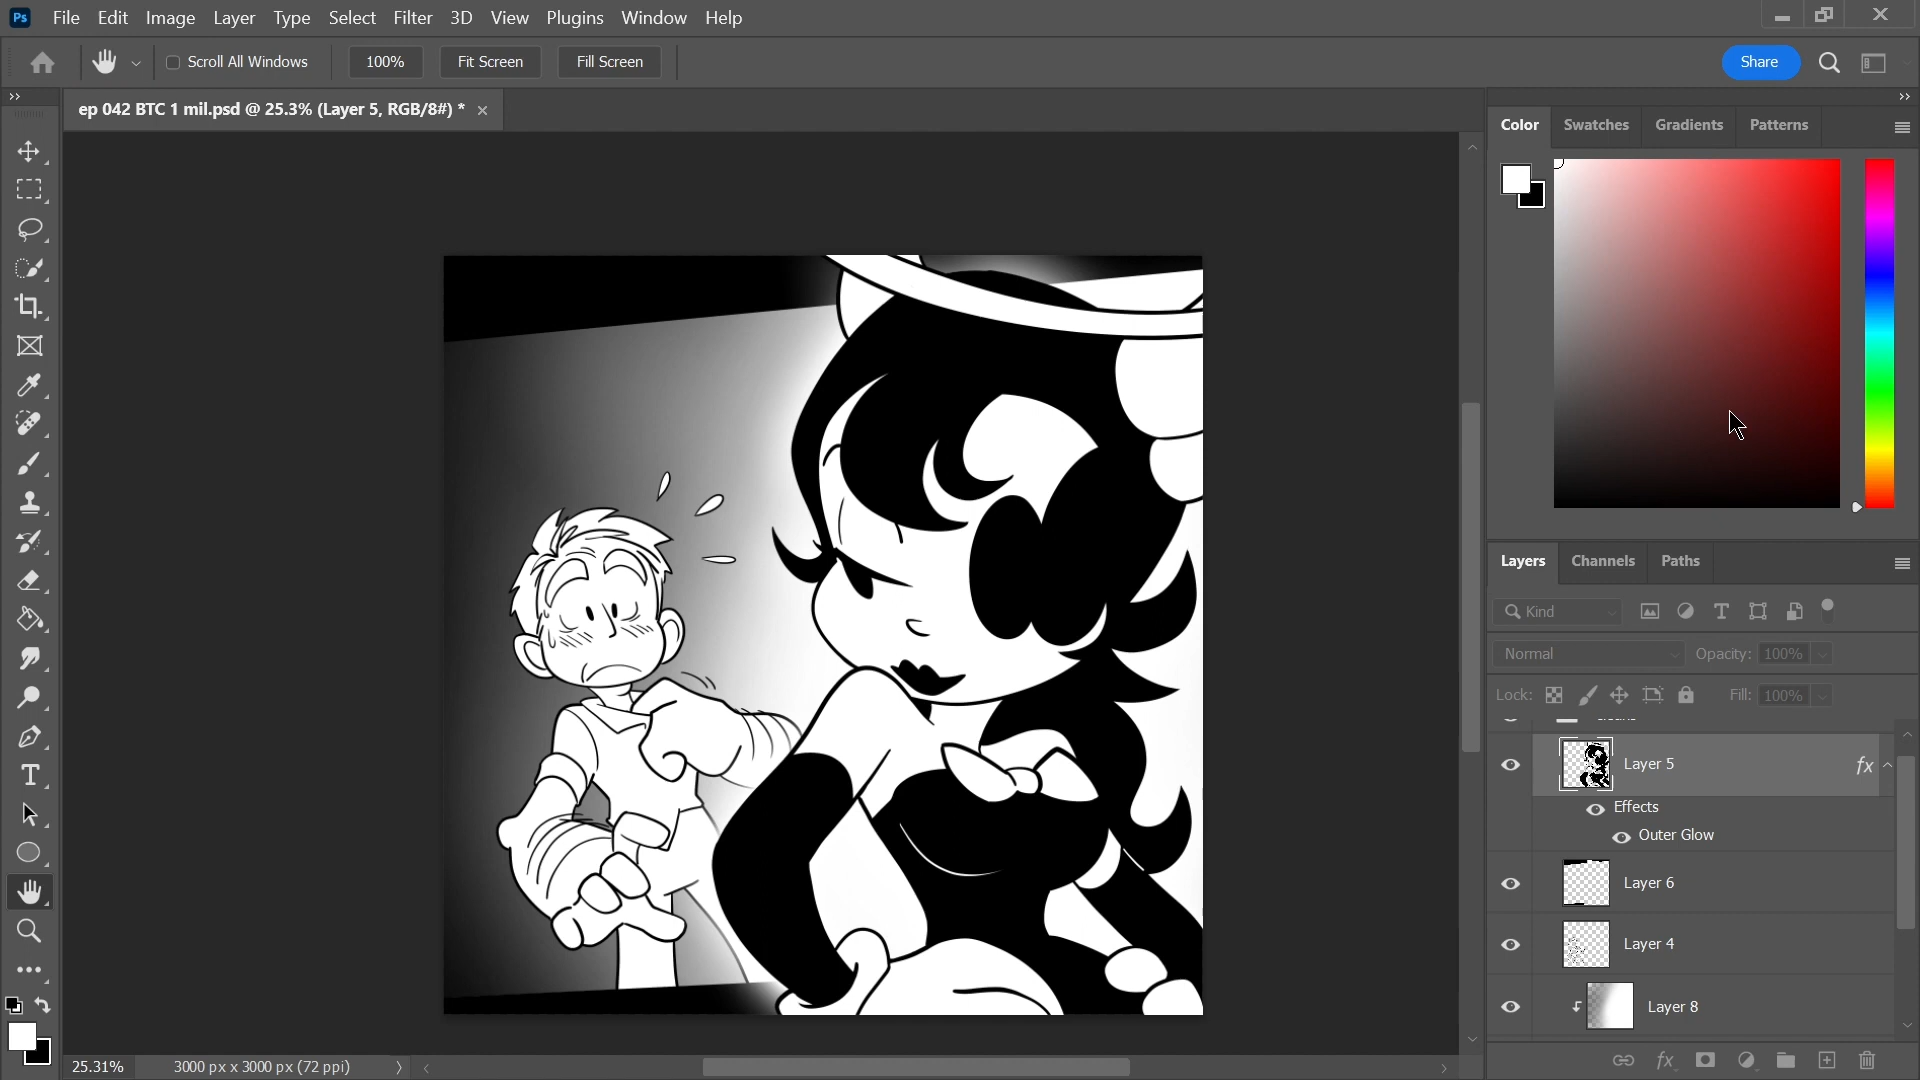 Ps File Edit Image Layer Type Select Filter 3D View Plugins Window Help
Scroll All Windows 100% Fit Screen Fill Screen Share
ep 042 BTC 1 mil.psd @ 25.3% (Layer 5, RGB/8#) *
Color Swatches Gradients Patterns
Layers Channels Paths
Kind
Normal Opacity: 100%
Lock: Fill: 100%
Layer 5 fx
Effects
Outer Glow
Layer 6
Layer 4
Layer 8
25.31% 3000 px x 3000 px (72 ppi)
fx